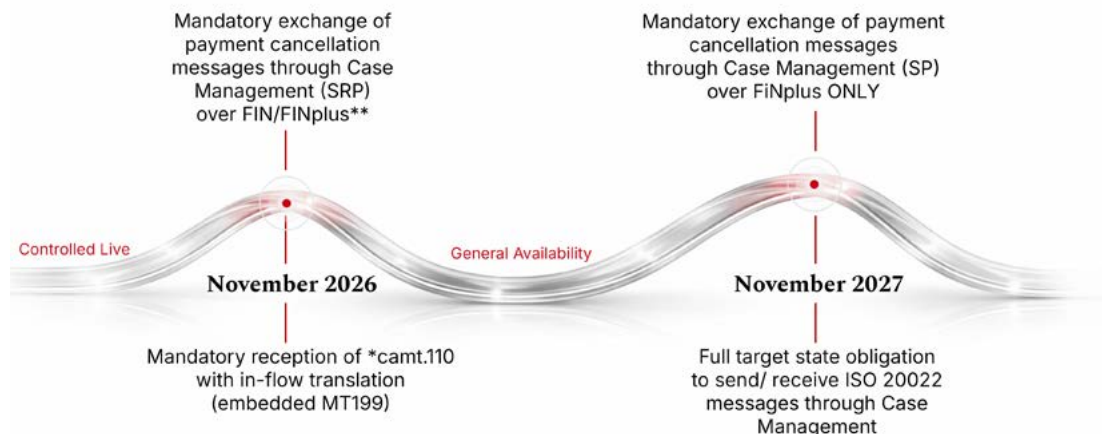 Mandatory exchange of
payment cancellation
messages through Case
Management (SRP)
over FIN/FINplus**
Mandatory exchange of payment
cancellation messages
through Case Management (SP)
over FiNplus ONLY
Controlled Live
General Availability
November 2026
November 2027
Mandatory reception of *camt.110
with in-flow translation
(embedded MT199)
Full target state obligation
to send/ receive ISO 20022
messages through Case
Management